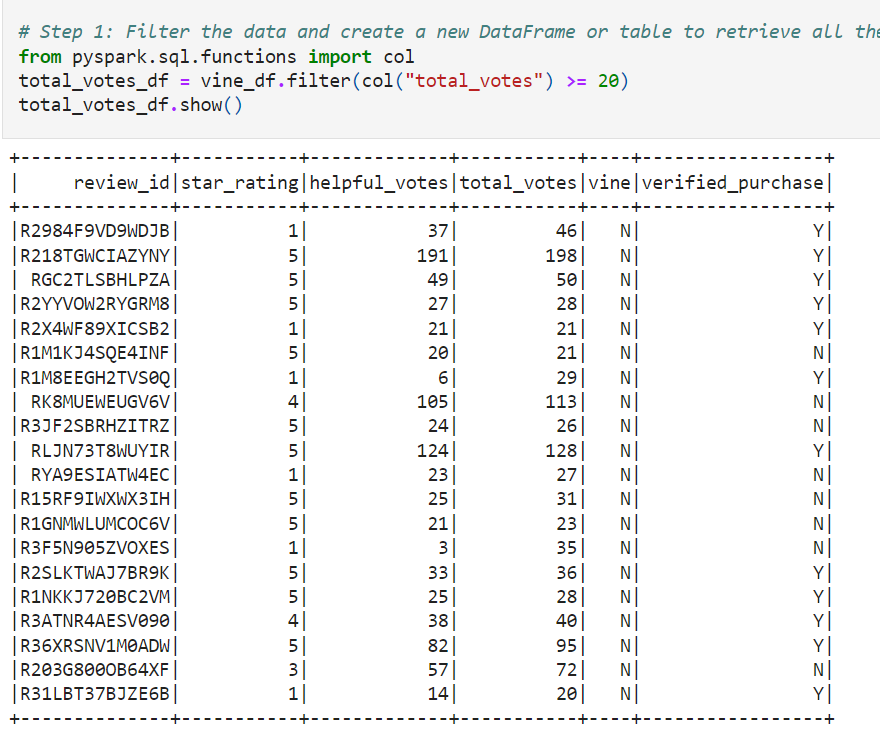 # Step 1: Filter the data and create a new DataFrame or table to retrieve all the
from pyspark.sql.functions import col
total_votes_df = vine_df.filter(col("total_votes") >= 20)
total_votes_df.show()
+--------------+-----------+-------------+-----------+----+-----------------+
|     review_id|star_rating|helpful_votes|total_votes|vine|verified_purchase|
+--------------+-----------+-------------+-----------+----+-----------------+
|R2984F9VD9WDJB|          1|           37|         46|   N|                Y|
|R218TGWCIAZYNY|          5|          191|        198|   N|                Y|
| RGC2TLSBHLPZA|          5|           49|         50|   N|                Y|
|R2YYVOW2RYGRM8|          5|           27|         28|   N|                Y|
|R2X4WF89XICSB2|          1|           21|         21|   N|                Y|
|R1M1KJ4SQE4INF|          5|           20|         21|   N|                N|
|R1M8EEGH2TVS0Q|          1|            6|         29|   N|                Y|
| RK8MUEWEUGV6V|          4|          105|        113|   N|                N|
|R3JF2SBRHZITRZ|          5|           24|         26|   N|                N|
| RLJN73T8WUYIR|          5|          124|        128|   N|                Y|
| RYA9ESIATW4EC|          1|           23|         27|   N|                N|
|R15RF9IWXWX3IH|          5|           25|         31|   N|                N|
|R1GNMWLUMCOC6V|          5|           21|         23|   N|                N|
|R3F5N905ZVOXES|          1|            3|         35|   N|                N|
|R2SLKTWAJ7BR9K|          5|           33|         36|   N|                Y|
|R1NKKJ720BC2VM|          5|           25|         28|   N|                Y|
|R3ATNR4AESV090|          4|           38|         40|   N|                Y|
|R36XRSNV1M0ADW|          5|           82|         95|   N|                Y|
|R203G800OB64XF|          3|           57|         72|   N|                N|
|R31LBT37BJZE6B|          1|           14|         20|   N|                Y|
+--------------+-----------+-------------+-----------+----+-----------------+